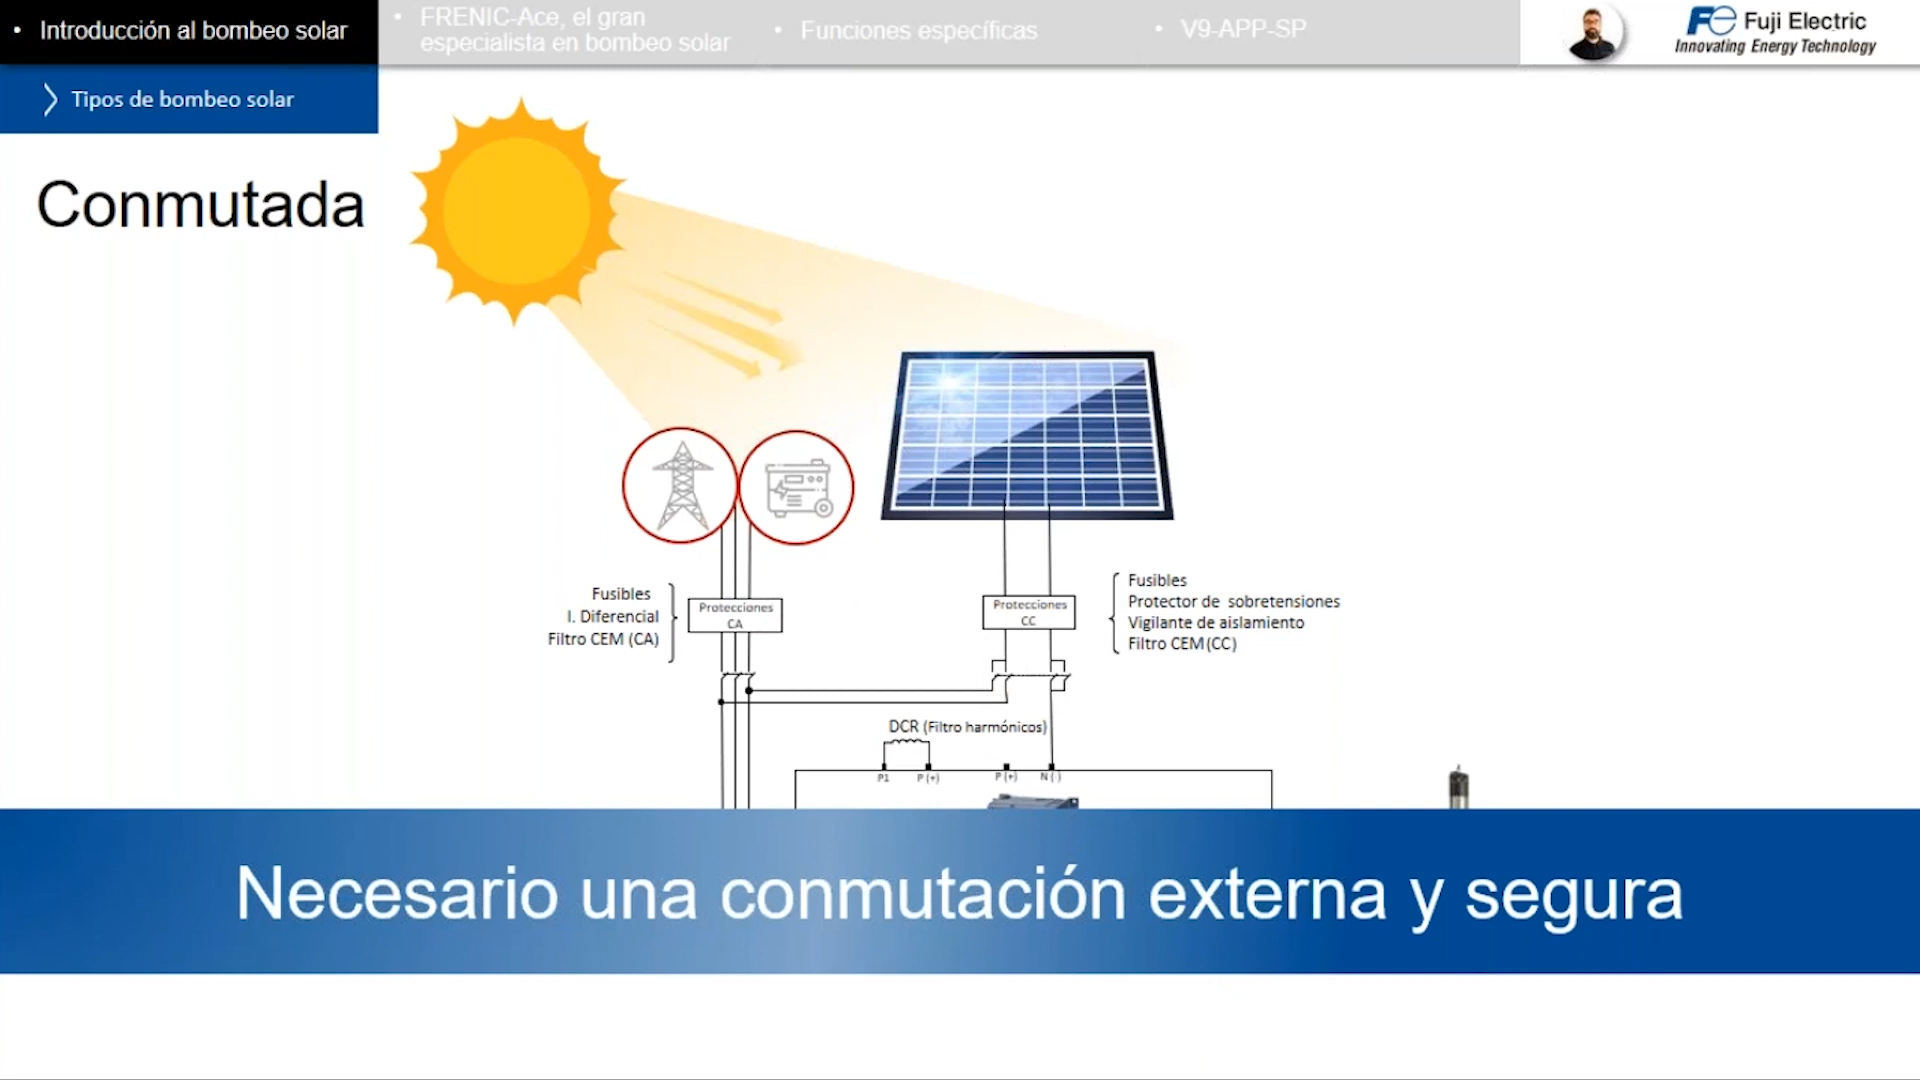 • Introducción al bombeo solar
• FRENIC-Ace, el gran
especialista en bombeo solar
• Funciones específicas
• V9-APP-SP
Fe Fuji Electric
Innovating Energy Technology
Tipos de bombeo solar
Conmutada
Fusibles
I. Diferencial
Filtro CEM (CA)
Protecciones
CA
Protecciones
CC
Fusibles
Protector de sobretensiones
Vigilante de aislamiento
Filtro CEM (CC)
DCR (Filtro harmónicos)
P1 P (+) P (+) N (-)
Necesario una conmutación externa y segura